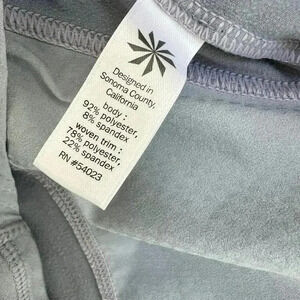 Designed in
Sonoma County,
California
body :
92% polyester,
8% spandex
woven trim :
78% polyester,
22% spandex
RN #54023